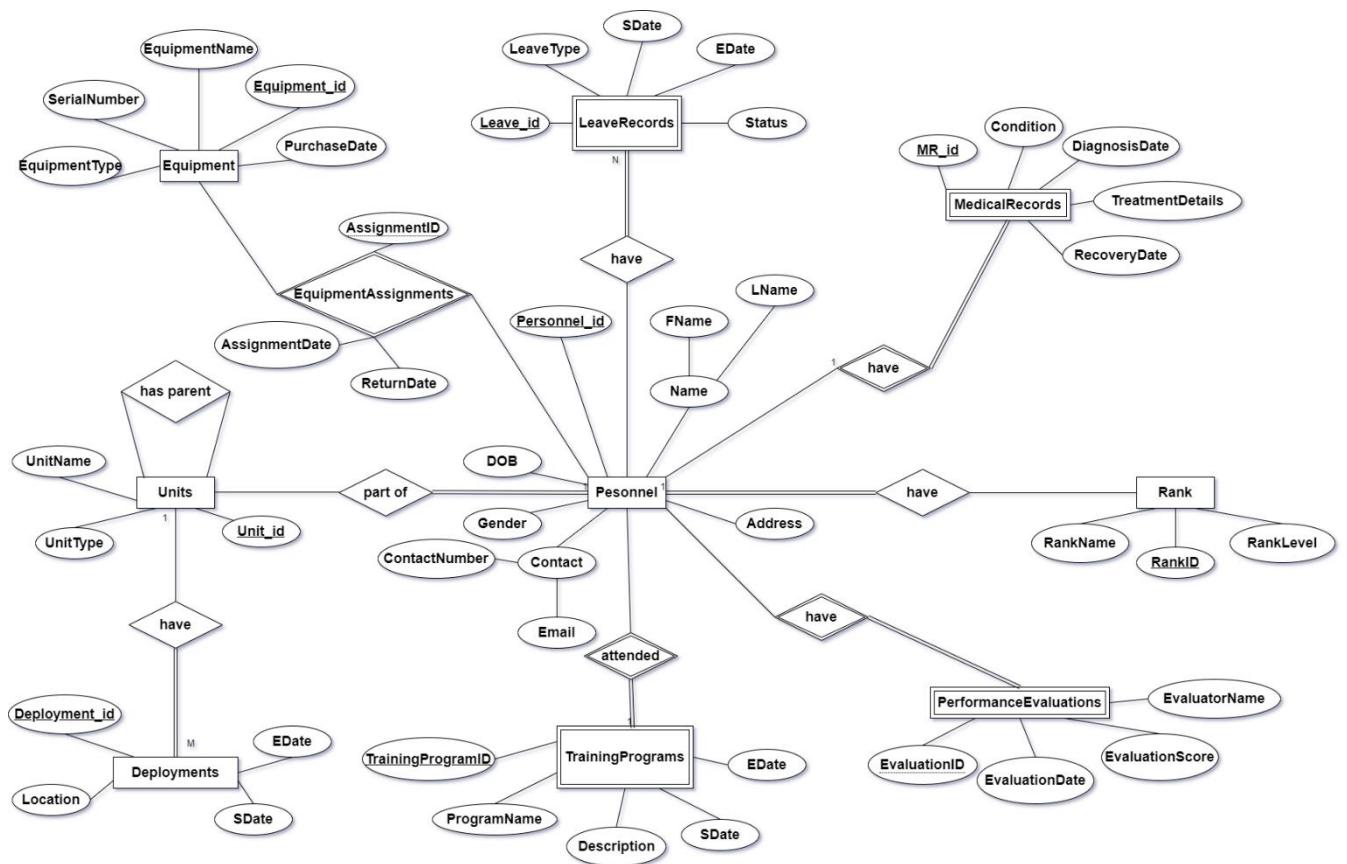 SDate
EquipmentName
LeaveType
EDate
Equipment_id
SerialNumber
Leave_id
LeaveRecords
Status
Condition
MR_id
DiagnosisDate
PurchaseDate
EquipmentType
Equipment
N
MedicalRecords
TreatmentDetails
AssignmentID
RecoveryDate
have
EquipmentAssignments
LName
Personnel_id
FName
AssignmentDate
ReturnDate
1
have
has parent
Name
UnitName
DOB
Units
part of
1
Pesonnel
1
have
Rank
1
UnitType
Unit_id
Gender
Address
RankName
RankID
RankLevel
ContactNumber
Contact
have
Email
have
attended
Deployment_id
M
EDate
PerformanceEvaluations
EvaluatorName
1
TrainingProgramID
TrainingPrograms
EDate
EvaluationID
EvaluationScore
Deployments
EvaluationDate
Location
SDate
ProgramName
SDate
Description